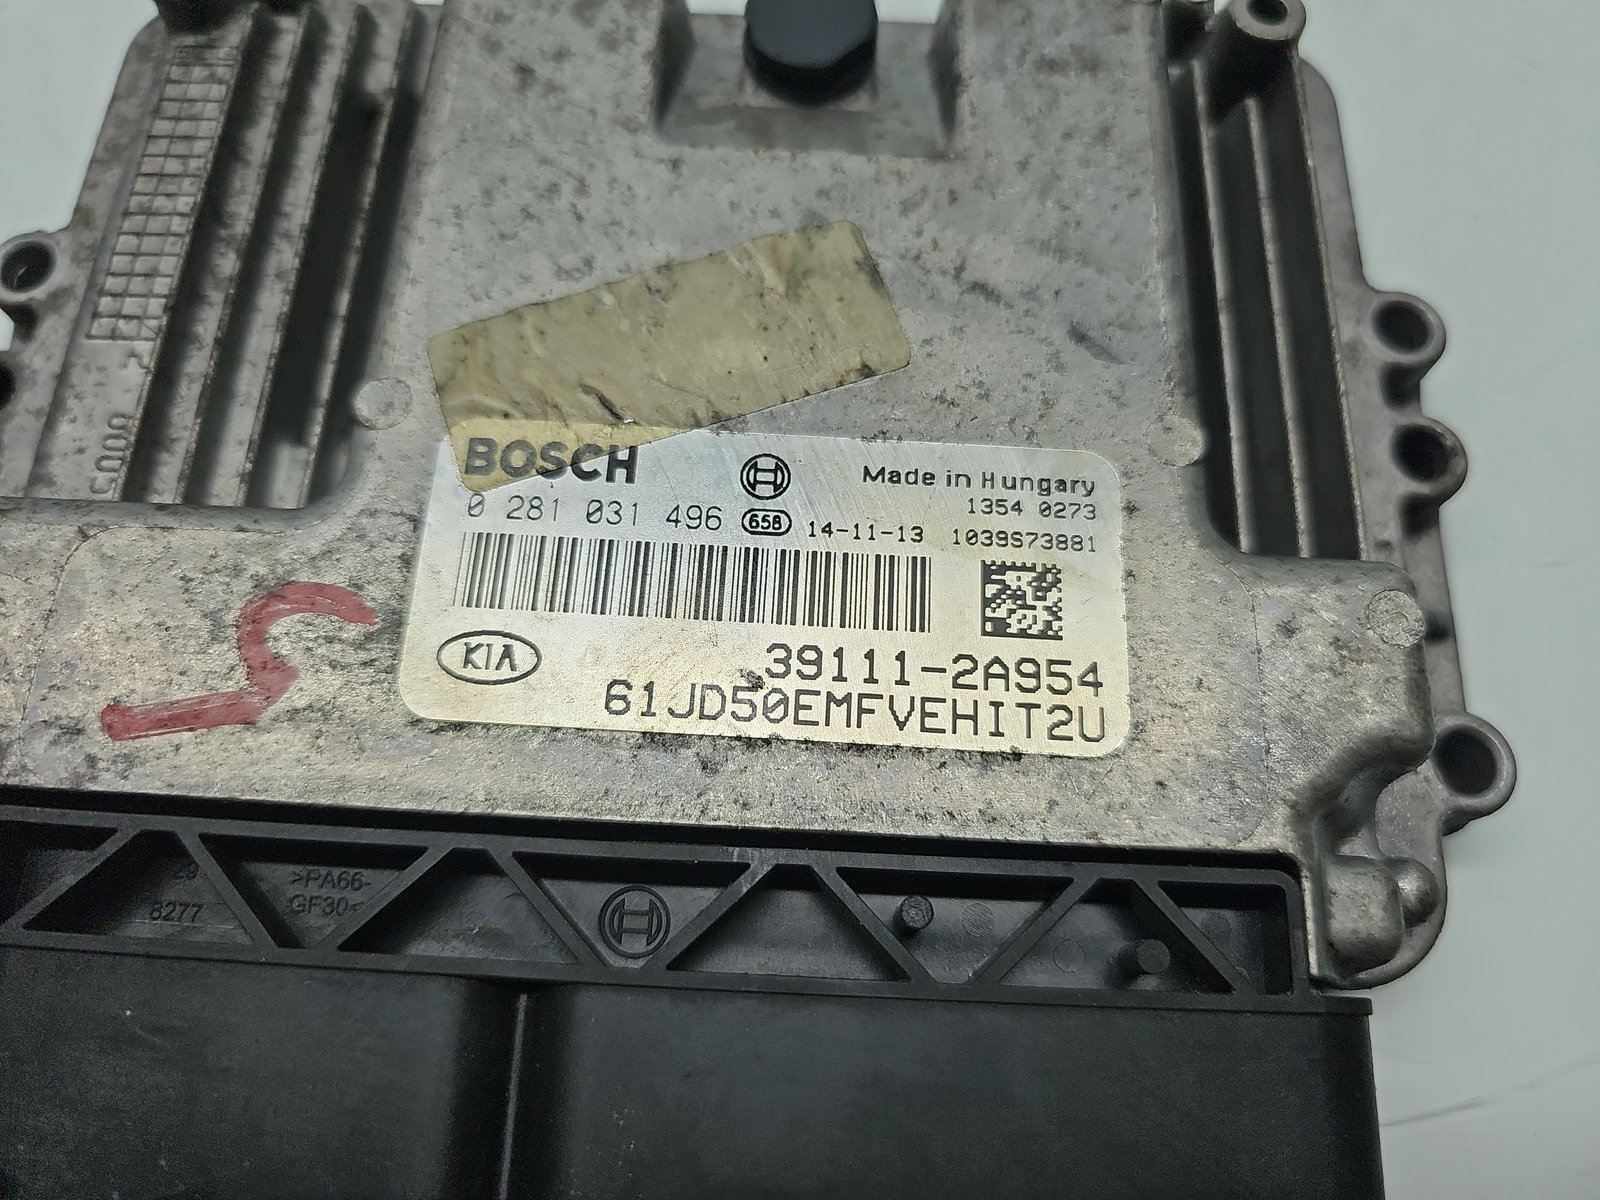 BOSCH
Made in Hungary
1354 0273
0 281 031 496
658
14-11-13
1039S73881
KIA
39111-2A954
61JD50EMFVEHIT2U
>PA66-
GF30<
8277
5